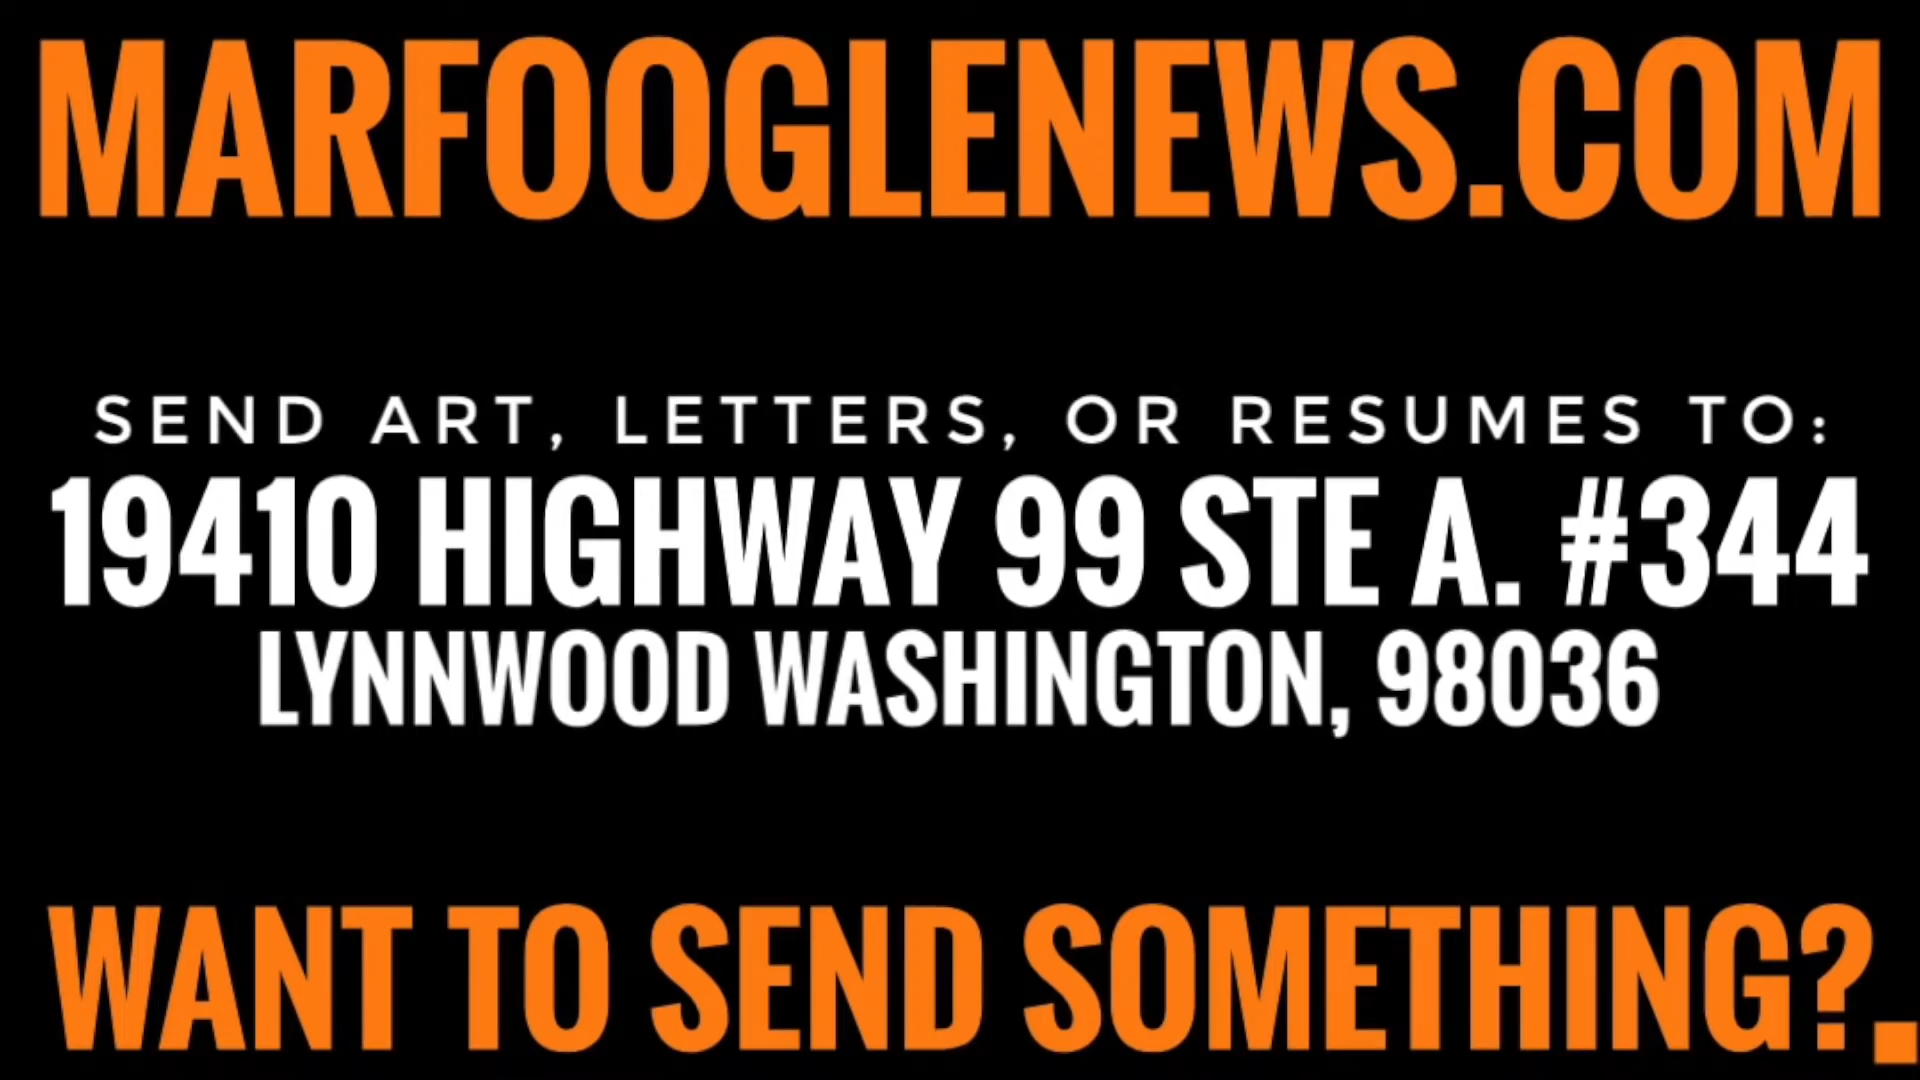 MARFOOGLENEWS.COM
SEND ART, LETTERS, OR RESUMES TO:
19410 HIGHWAY 99 STE A. #344
LYNNWOOD WASHINGTON, 98036
WANT TO SEND SOMETHING?.